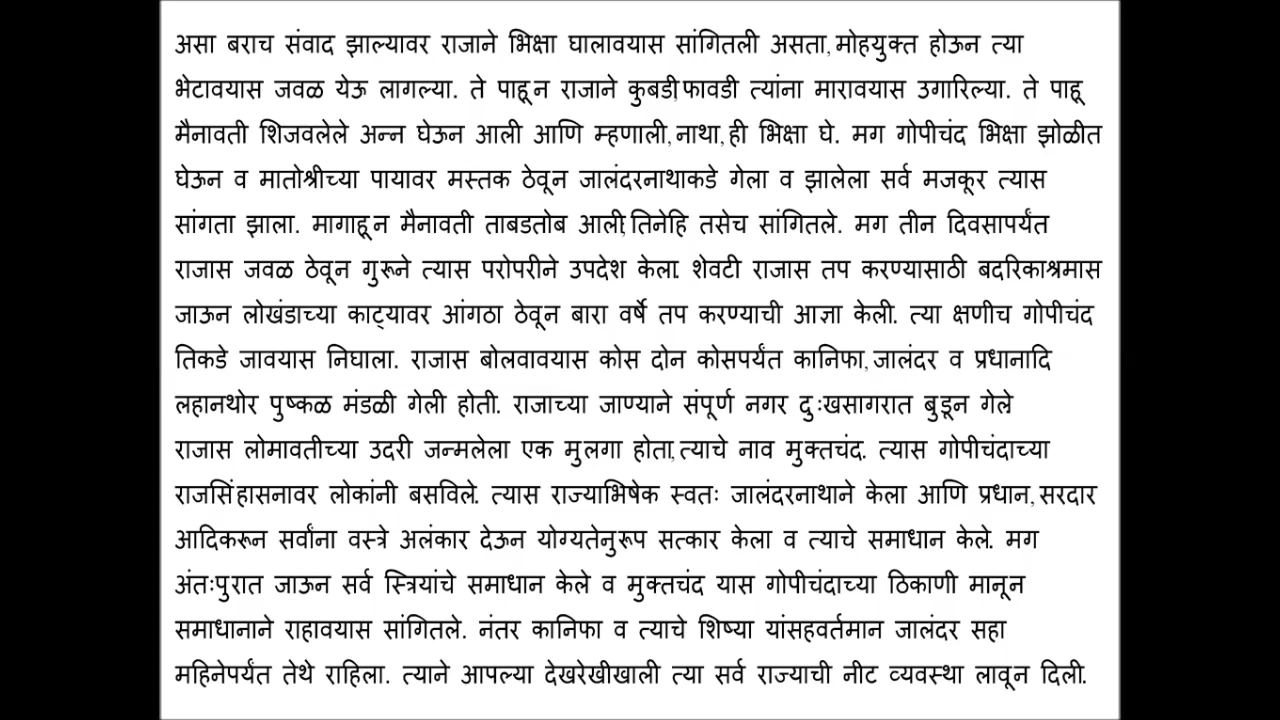 असा बराच संवाद झाल्यावर राजाने भिक्षा घालावयास सांगितली असता, मोहयुक्त होऊन त्या
भेटावयास जवळ येऊ लागल्या. ते पाहून राजाने कुबडी, फावडी त्यांना मारावयास उगारिल्या. ते पाहू
मैनावती शिजवलेले अन्न घेऊन आली आणि म्हणाली, नाथा, ही भिक्षा घे. मग गोपीचंद भिक्षा झोळीत
घेऊन व मातोश्रीच्या पायावर मस्तक ठेवून जालंदरनाथाकडे गेला व झालेला सर्व मजकूर त्यास
सांगता झाला. मागाहून मैनावती ताबडतोब आली, तिनेहि तसेच सांगितले. मग तीन दिवसापर्यंत
राजास जवळ ठेवून गुरूने त्यास परोपरीने उपदेश केला. शेवटी राजास तप करण्यासाठी बदरिकाश्रमास
जाऊन लोखंडाच्या काट्यावर आंगठा ठेवून बारा वर्षे तप करण्याची आज्ञा केली. त्या क्षणीच गोपीचंद
तिकडे जावयास निघाला. राजास बोलवावयास कोस दोन कोसपर्यंत कानिफा, जालंदर व प्रधानादि
लहानथोर पुष्कळ मंडळी गेली होती. राजाच्या जाण्याने संपूर्ण नगर दुःखसागरात बुडून गेले
राजास लोमावतीच्या उदरी जन्मलेला एक मुलगा होता, त्याचे नाव मुक्तचंद. त्यास गोपीचंदाच्या
राजसिंहासनावर लोकांनी बसविले. त्यास राज्याभिषेक स्वतः जालंदरनाथाने केला आणि प्रधान, सरदार
आदिकरून सर्वांना वस्त्रे अलंकार देऊन योग्यतेनुरूप सत्कार केला व त्याचे समाधान केले. मग
अंतःपुरात जाऊन सर्व स्त्रियांचे समाधान केले व मुक्तचंद यास गोपीचंदाच्या ठिकाणी मानून
समाधानाने राहावयास सांगितले. नंतर कानिफा व त्याचे शिष्या यांसहवर्तमान जालंदर सहा
महिनेपर्यंत तेथे राहिला. त्याने आपल्या देखरेखीखाली त्या सर्व राज्याची नीट व्यवस्था लावून दिली.